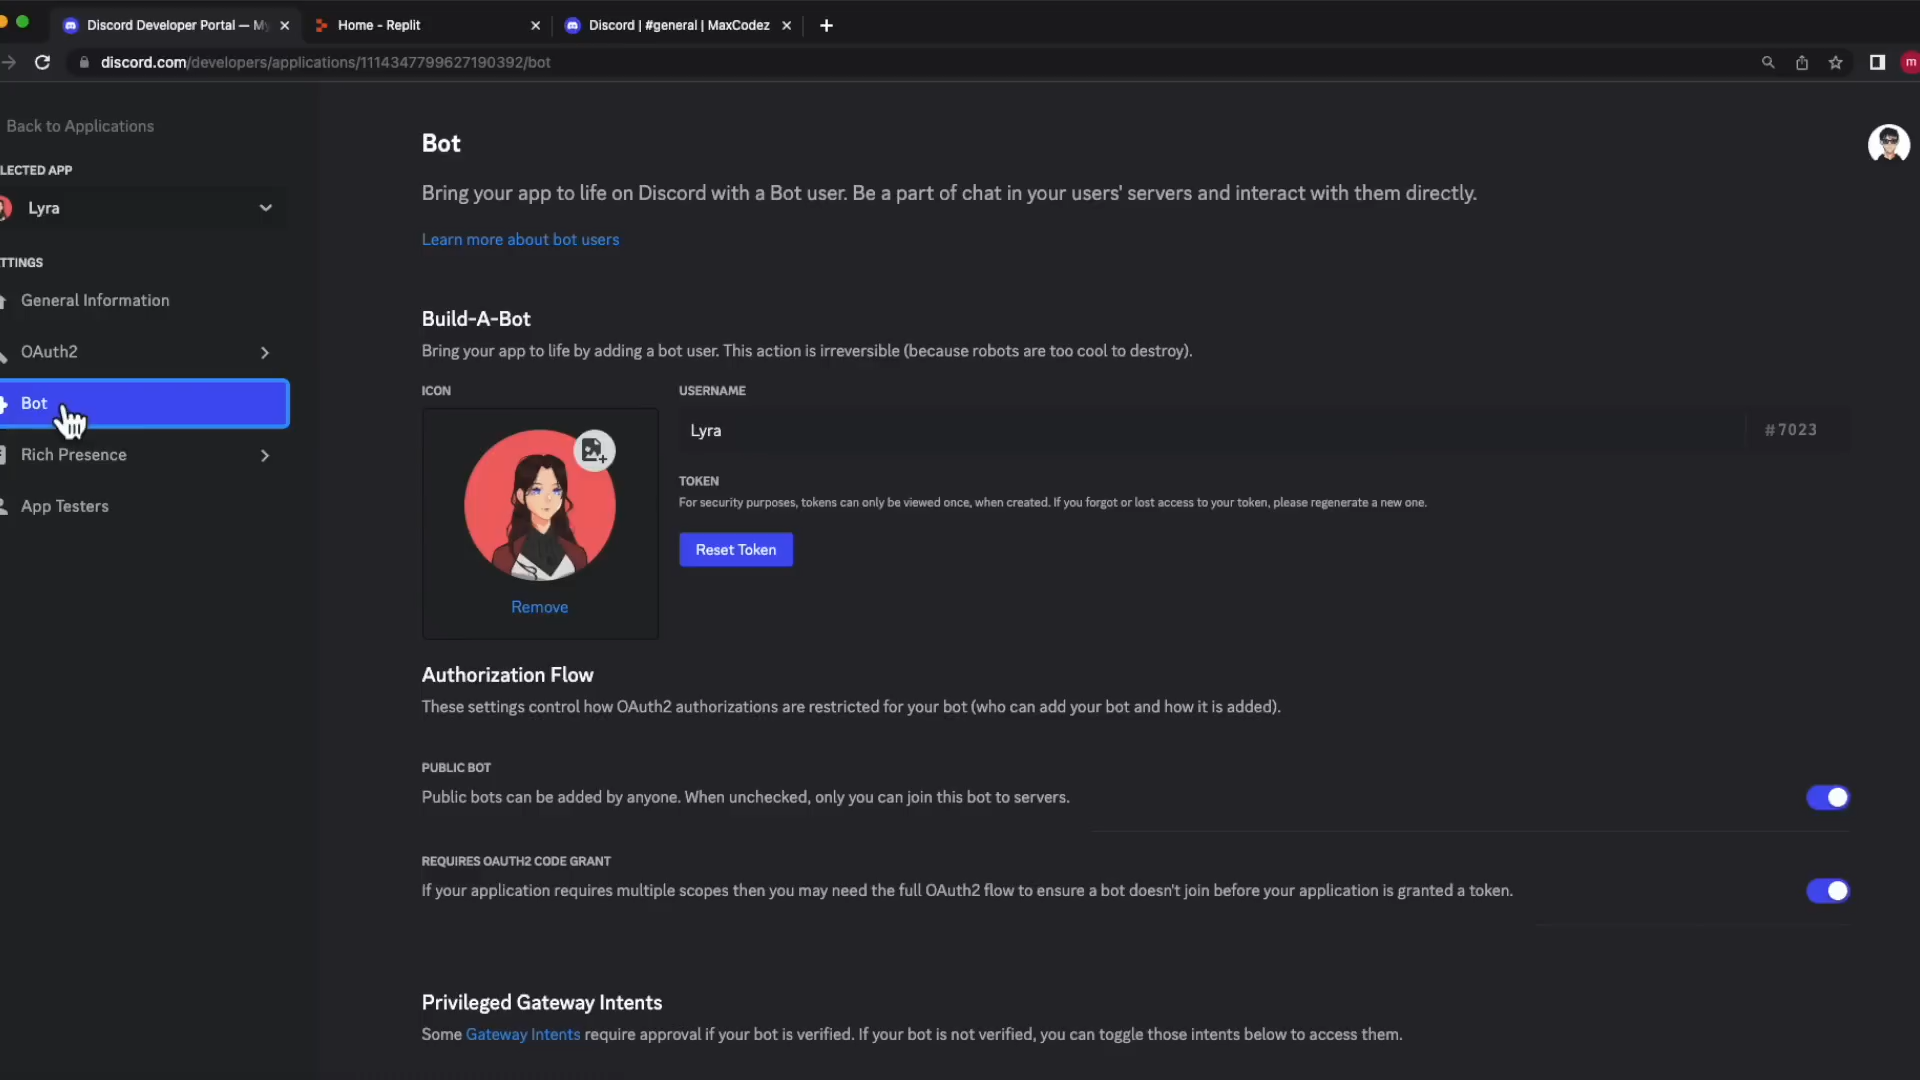 Discord Developer Portal — My
Home - Replit
Discord | #general | MaxCodez
discord.com/developers/applications/1114347799627190392/bot
m
Back to Applications
LECTED APP
Lyra
TTINGS
General Information
OAuth2
Bot
Rich Presence
App Testers
Bot
Bring your app to life on Discord with a Bot user. Be a part of chat in your users' servers and interact with them directly.
Learn more about bot users
Build-A-Bot
Bring your app to life by adding a bot user. This action is irreversible (because robots are too cool to destroy).
ICON
Remove
USERNAME
Lyra
#7023
TOKEN
For security purposes, tokens can only be viewed once, when created. If you forgot or lost access to your token, please regenerate a new one.
Reset Token
Authorization Flow
These settings control how OAuth2 authorizations are restricted for your bot (who can add your bot and how it is added).
PUBLIC BOT
Public bots can be added by anyone. When unchecked, only you can join this bot to servers.
REQUIRES OAUTH2 CODE GRANT
If your application requires multiple scopes then you may need the full OAuth2 flow to ensure a bot doesn't join before your application is granted a token.
Privileged Gateway Intents
Some Gateway Intents require approval if your bot is verified. If your bot is not verified, you can toggle those intents below to access them.